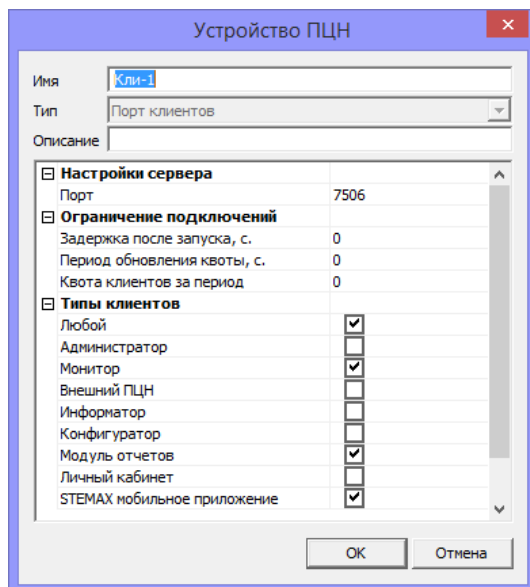 Устройство ПЦН
Имя Кли-1
Тип Порт клиентов
Описание
Настройки сервера
Порт 7506
Ограничение подключений
Задержка после запуска, с. 0
Период обновления квоты, с. 0
Квота клиентов за период 0
Типы клиентов
Любой
Администратор
Монитор
Внешний ПЦН
Информатор
Конфигуратор
Модуль отчетов
Личный кабинет
STEMAX мобильное приложение
OK Отмена